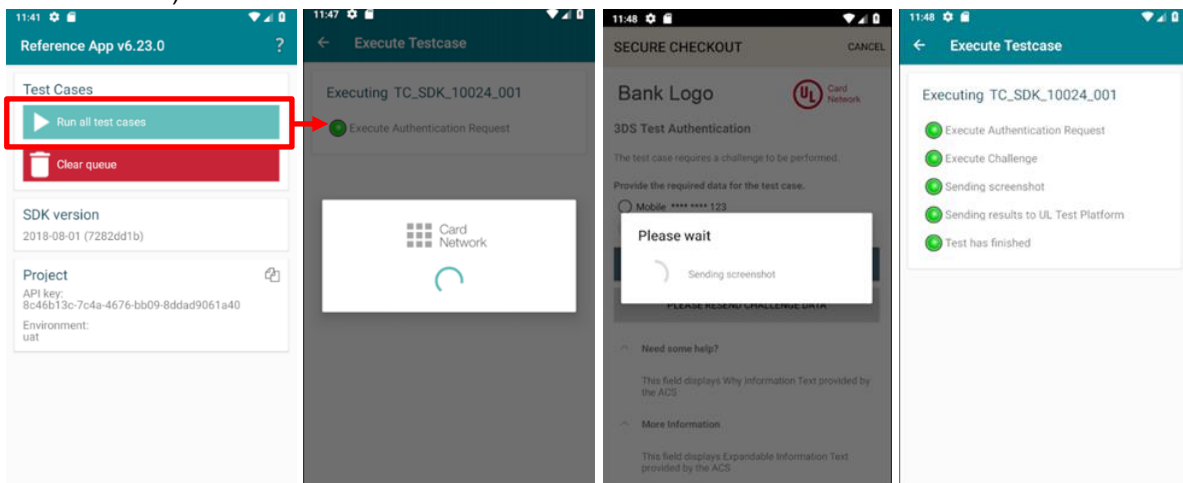 11:41
Reference App v6.23.0
?
Test Cases
Run all test cases
Clear queue
SDK version
2018-08-01 (7282dd1b)
Project
API key:
8c46b13c-7c4a-4676-bb09-8ddad9061a40
Environment:
uat
11:47
Execute Testcase
Executing TC_SDK_10024_001
Execute Authentication Request
Card
Network
11:48
SECURE CHECKOUT
CANCEL
Bank Logo
UL
Card
Network
3DS Test Authentication
The test case requires a challenge to be performed.
Provide the required data for the test case.
Mobile **** **** 123
Please wait
Sending screenshot
PLEASE RESEND CHALLENGE DATA
Need some help?
This field displays Why Information Text provided by
the ACS
More Information
This field displays Expandable Information Text
provided by the ACS
11:48
Execute Testcase
Executing TC_SDK_10024_001
Execute Authentication Request
Execute Challenge
Sending screenshot
Sending results to UL Test Platform
Test has finished